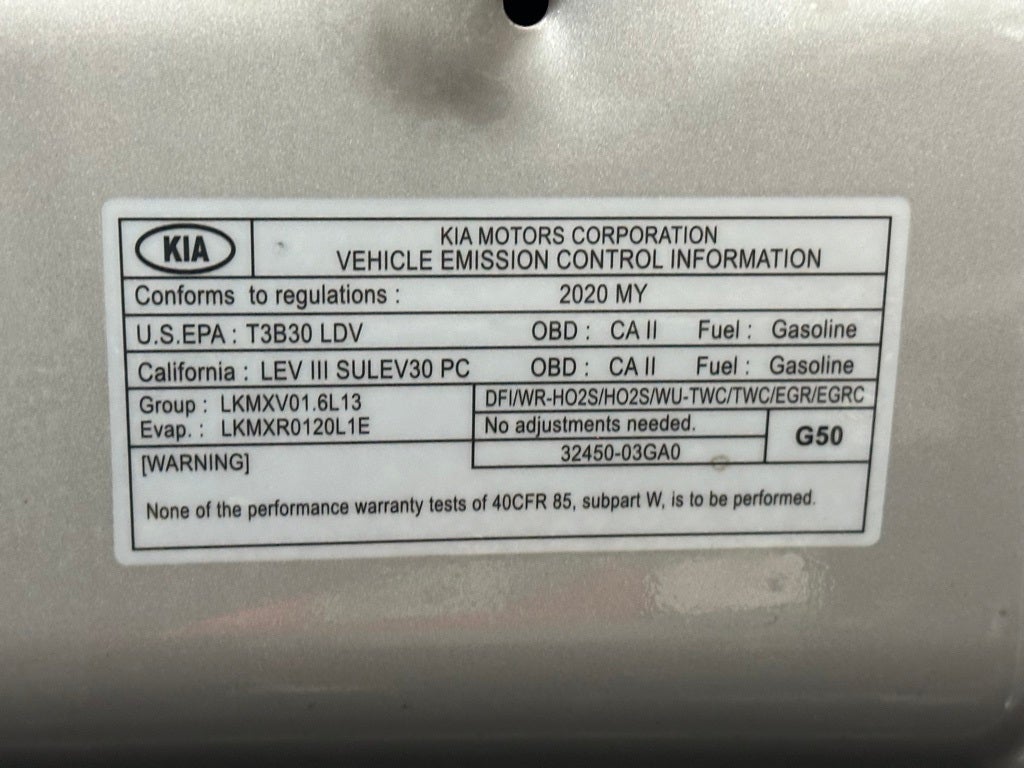 KIA
KIA MOTORS CORPORATION
VEHICLE EMISSION CONTROL INFORMATION
Conforms to regulations : 2020 MY
U.S.EPA : T3B30 LDV OBD : CA II Fuel : Gasoline
California : LEV III SULEV30 PC OBD : CA II Fuel : Gasoline
Group : LKMXV01.6L13
Evap. : LKMXR0120L1E
DFI/WR-HO2S/HO2S/WU-TWC/TWC/EGR/EGRC
No adjustments needed.
32450-03GA0
G50
[WARNING]
None of the performance warranty tests of 40CFR 85, subpart W, is to be performed.